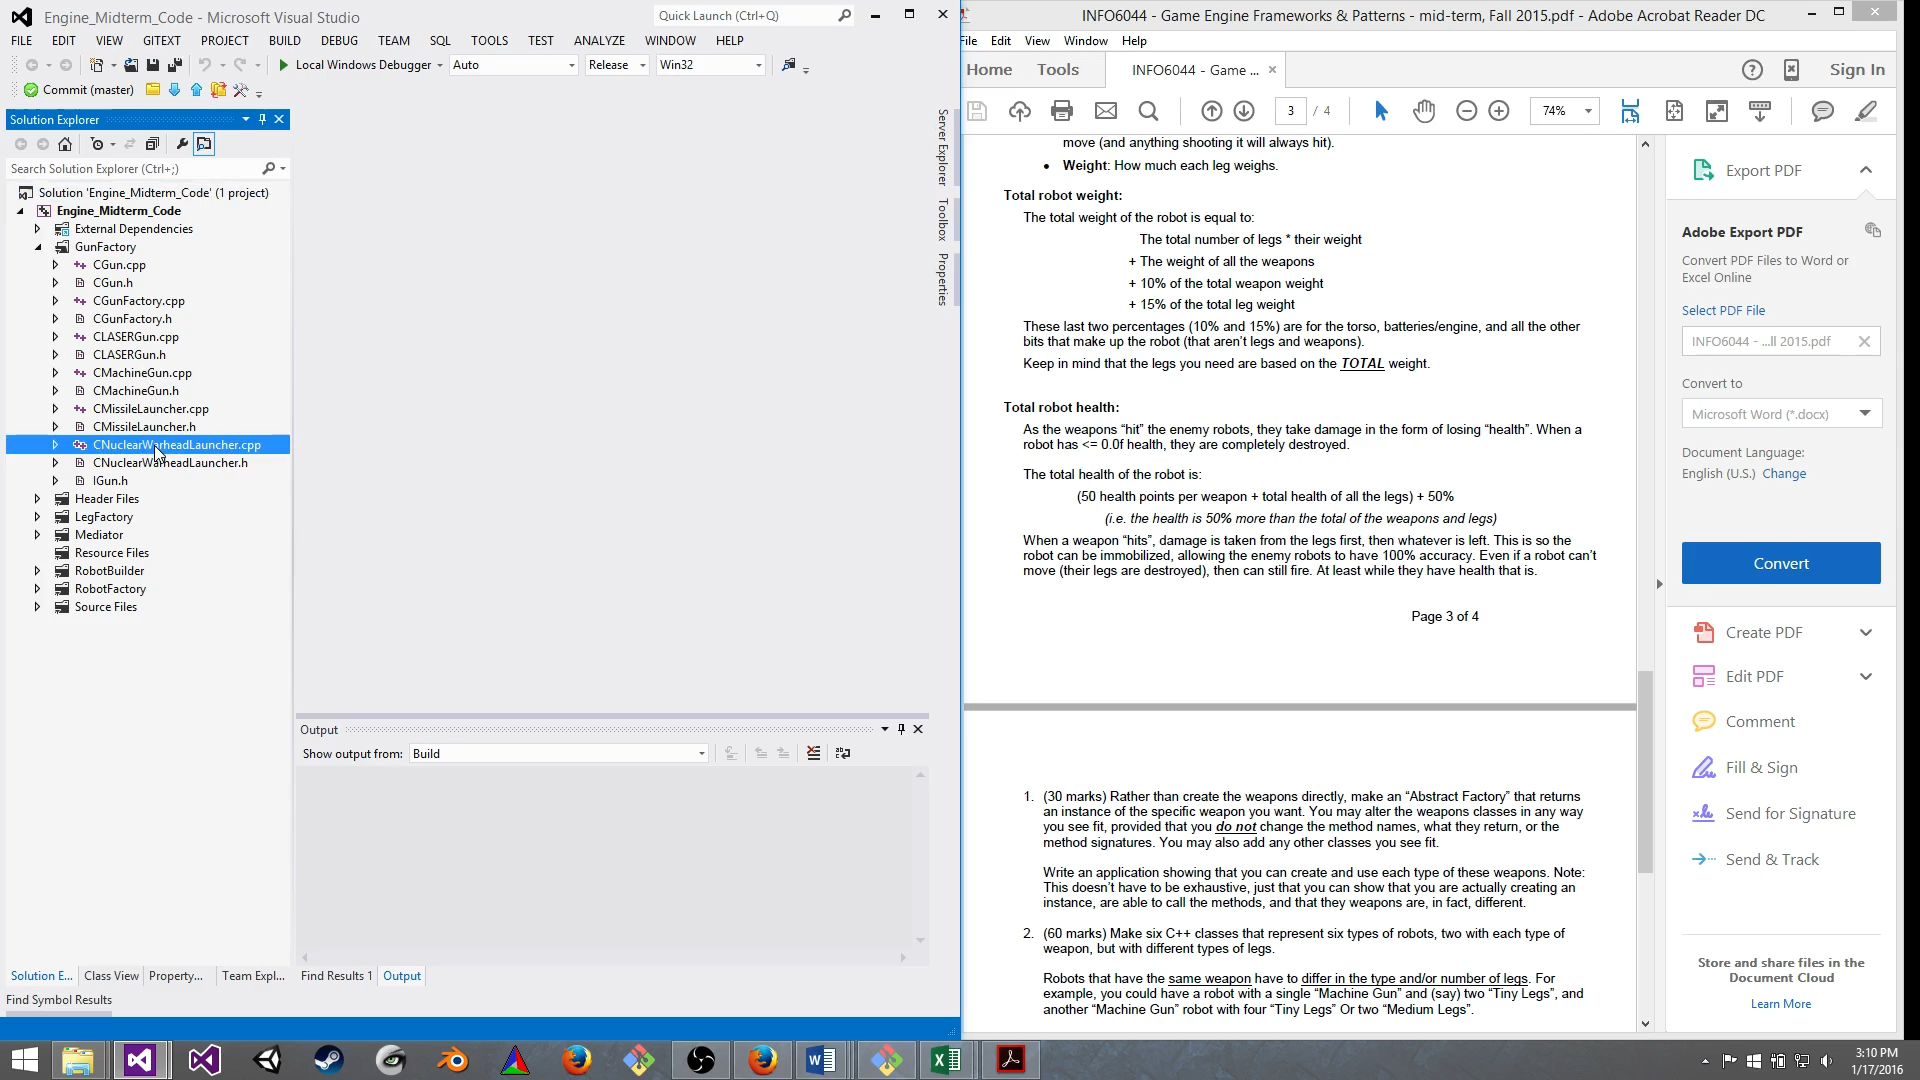 Engine_Midterm_Code - Microsoft Visual Studio
Quick Launch (Ctrl+Q)
FILE EDIT VIEW GITEXT PROJECT BUILD DEBUG TEAM SQL TOOLS TEST ANALYZE WINDOW HELP
Local Windows Debugger Auto Release Win32
Commit (master)
Solution Explorer
Search Solution Explorer (Ctrl+;)
Solution 'Engine_Midterm_Code' (1 project)
Engine_Midterm_Code
External Dependencies
GunFactory
CGun.cpp
CGun.h
CGunFactory.cpp
CGunFactory.h
CLASERGun.cpp
CLASERGun.h
CMachineGun.cpp
CMachineGun.h
CMissileLauncher.cpp
CMissileLauncher.h
CNuclearWarheadLauncher.cpp
CNuclearWarheadLauncher.h
IGun.h
Header Files
LegFactory
Mediator
Resource Files
RobotBuilder
RobotFactory
Source Files
Server Explorer
Toolbox
Properties
Output
Show output from: Build
Solution E... Class View Property... Team Expl... Find Results 1 Output
Find Symbol Results
INFO6044 - Game Engine Frameworks & Patterns - mid-term, Fall 2015.pdf - Adobe Acrobat Reader DC
File Edit View Window Help
Home Tools INFO6044 - Game ... Sign In
3 / 4 74%
move (and anything shooting it will always hit).
• Weight: How much each leg weighs.
Total robot weight:
The total weight of the robot is equal to:
The total number of legs * their weight
+ The weight of all the weapons
+ 10% of the total weapon weight
+ 15% of the total leg weight
These last two percentages (10% and 15%) are for the torso, batteries/engine, and all the other
bits that make up the robot (that aren't legs and weapons).
Keep in mind that the legs you need are based on the TOTAL weight.
Total robot health:
As the weapons “hit” the enemy robots, they take damage in the form of losing “health”. When a
robot has <= 0.0f health, they are completely destroyed.
The total health of the robot is:
(50 health points per weapon + total health of all the legs) + 50%
(i.e. the health is 50% more than the total of the weapons and legs)
When a weapon “hits”, damage is taken from the legs first, then whatever is left. This is so the
robot can be immobilized, allowing the enemy robots to have 100% accuracy. Even if a robot can't
move (their legs are destroyed), then can still fire. At least while they have health that is.
Page 3 of 4
1. (30 marks) Rather than create the weapons directly, make an “Abstract Factory” that returns
an instance of the specific weapon you want. You may alter the weapons classes in any way
you see fit, provided that you do not change the method names, what they return, or the
method signatures. You may also add any other classes you see fit.
Write an application showing that you can create and use each type of these weapons. Note:
This doesn't have to be exhaustive, just that you can show that you are actually creating an
instance, are able to call the methods, and that they weapons are, in fact, different.
2. (60 marks) Make six C++ classes that represent six types of robots, two with each type of
weapon, but with different types of legs.
Robots that have the same weapon have to differ in the type and/or number of legs. For
example, you could have a robot with a single “Machine Gun” and (say) two “Tiny Legs”, and
another “Machine Gun” robot with four “Tiny Legs” Or two “Medium Legs”.
Export PDF
Adobe Export PDF
Convert PDF Files to Word or
Excel Online
Select PDF File
INFO6044 - ...ll 2015.pdf
Convert to
Microsoft Word (*.docx)
Document Language:
English (U.S.) Change
Convert
Create PDF
Edit PDF
Comment
Fill & Sign
Send for Signature
Send & Track
Store and share files in the
Document Cloud
Learn More
3:10 PM
1/17/2016